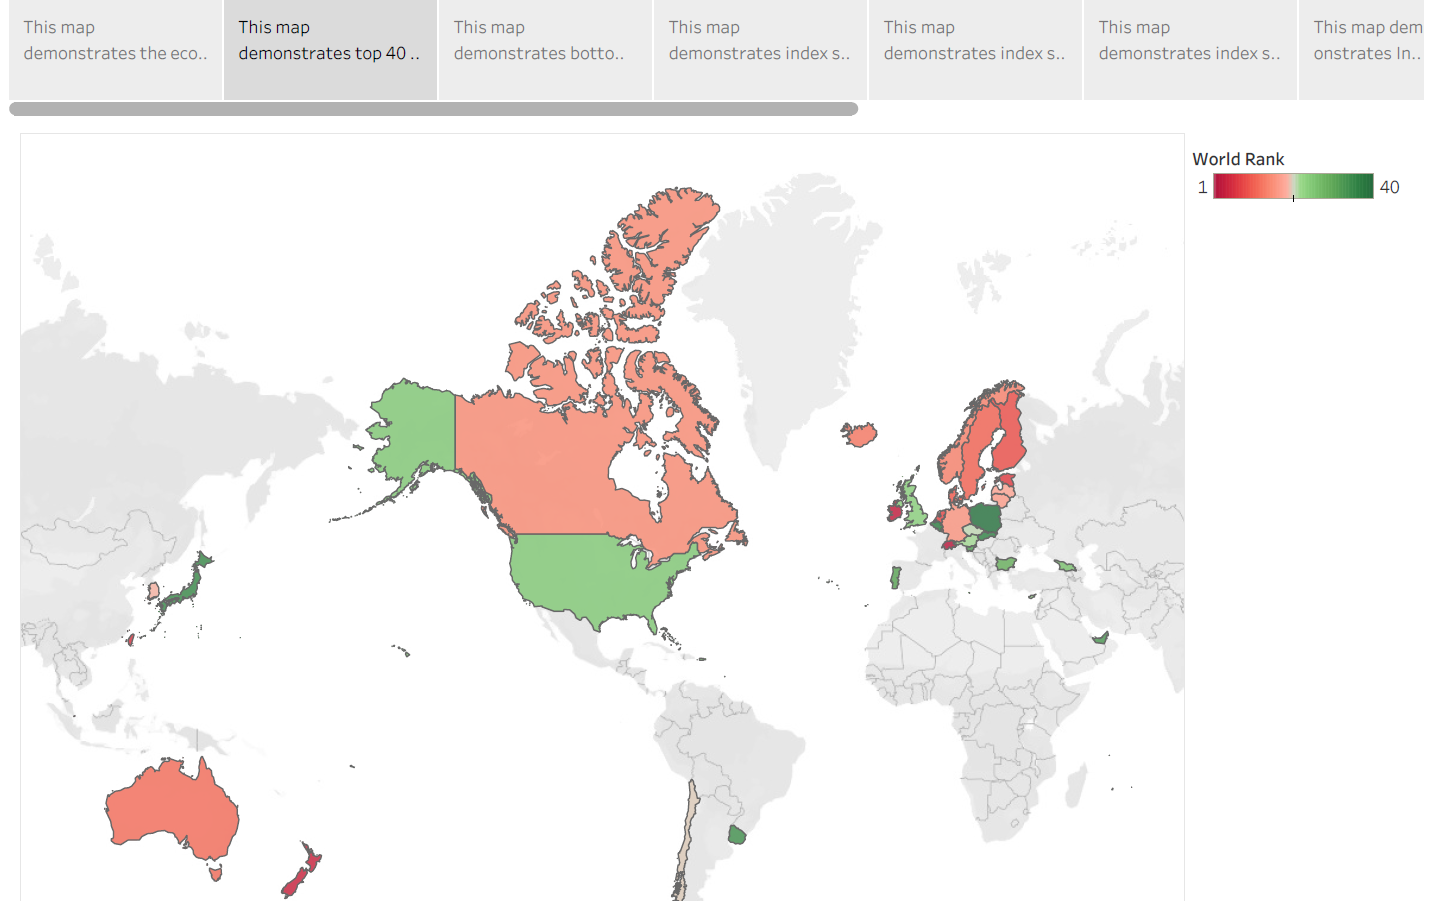 This map
demonstrates the eco..
This map
demonstrates top 40 ..
This map
demonstrates botto..
This map
demonstrates index s..
This map
demonstrates index s..
This map
demonstrates index s..
This map dem
onstrates In..
World Rank
1 40